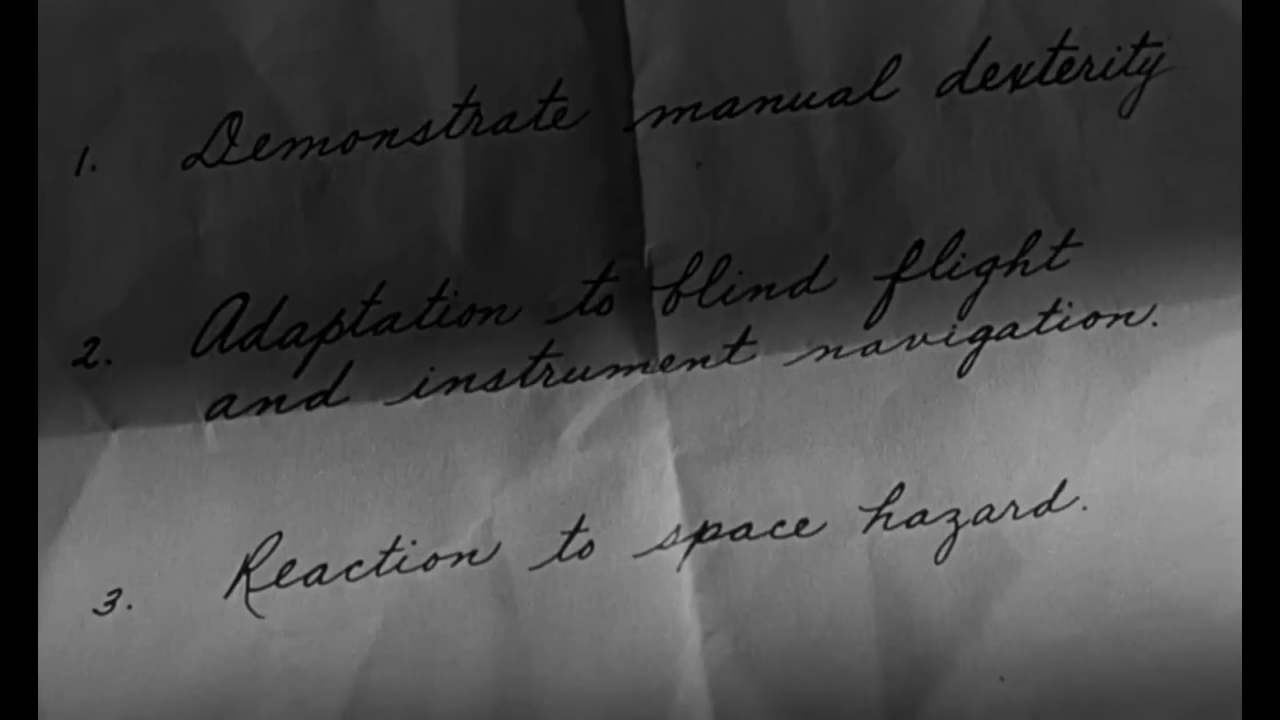 1. Demonstrate manual dexterity
2. Adaptation to blind flight
and instrument navigation.
3. Reaction to space hazard.